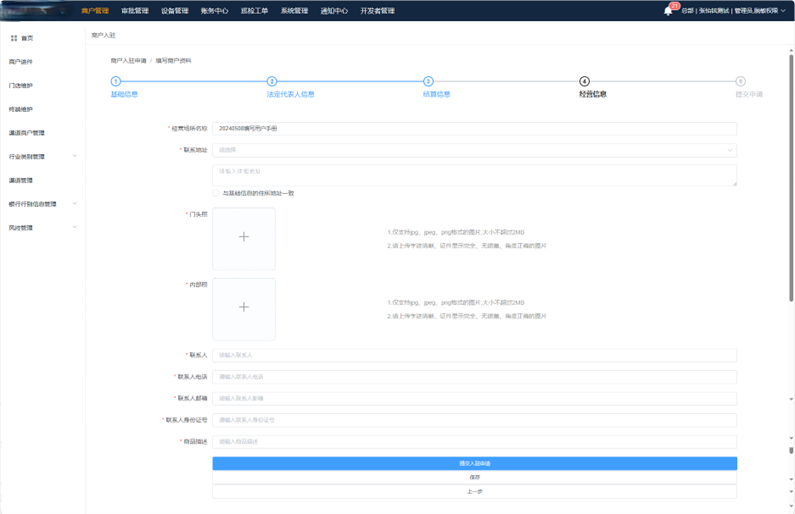 商户管理 审批管理 设备管理 账务中心 巡检工单 系统管理 通知中心 开发者管理
21
总部 | 张怡铭测试 | 管理员,脱敏权限
首页
商户进件
门店维护
终端维护
渠道商户管理
行业类别管理
渠道管理
银行行别信息管理
风控管理
商户入驻
商户入驻申请 / 填写商户资料
1 2 3 4 5
基础信息 法定代表人信息 结算信息 经营信息 提交申请
* 经营场所名称 20240508编写用户手册
* 联系地址 请选择
请输入详细地址
与基础信息的住所地址一致
* 门头照
1.仅支持jpg、jpeg、png格式的图片,大小不超过2MB
2.请上传字迹清晰、证件显示完全、无遮蔽、角度正确的图片
* 内部照
1.仅支持jpg、jpeg、png格式的图片,大小不超过2MB
2.请上传字迹清晰、证件显示完全、无遮蔽、角度正确的图片
* 联系人 请输入联系人
* 联系人电话 请输入联系人电话
* 联系人邮箱 请输入联系人邮箱
* 联系人身份证号 请输入联系人身份证号
* 商品描述 请输入商品描述
提交入驻申请
保存
上一步